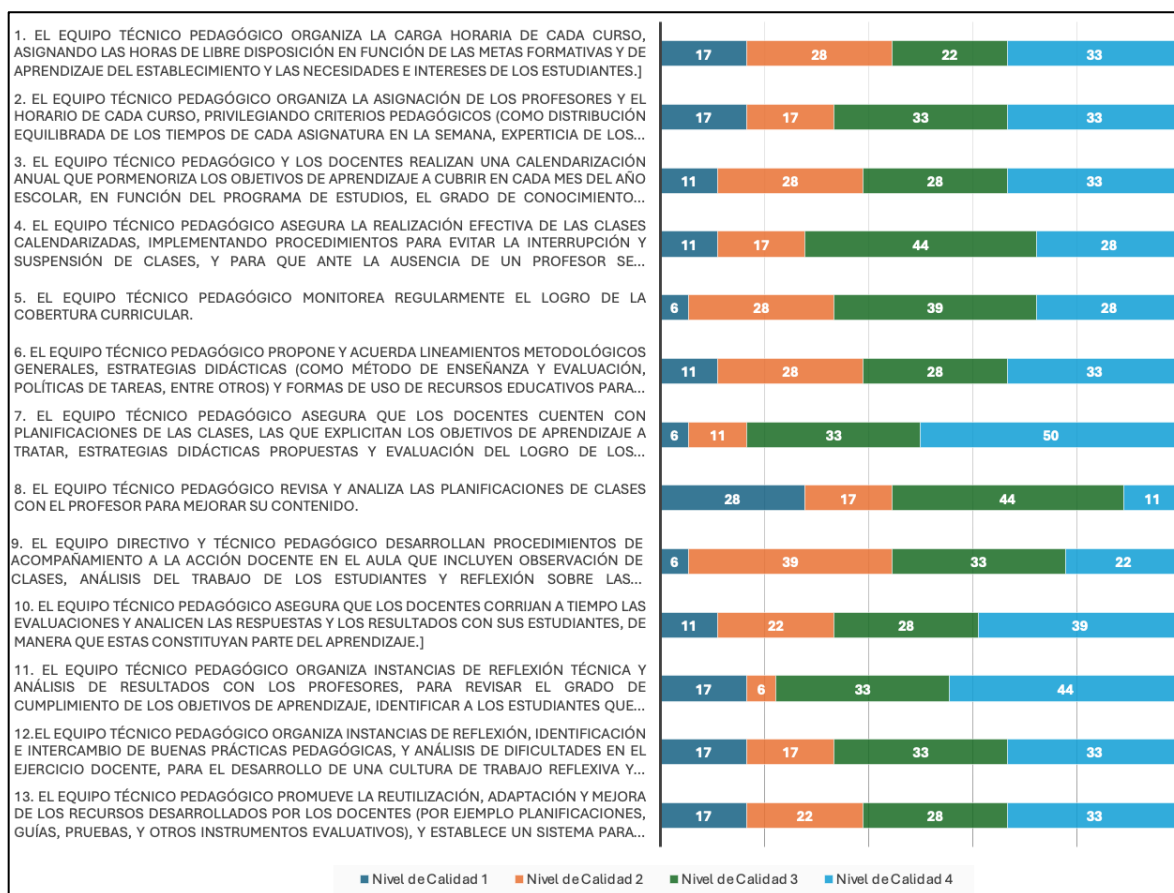 1. EL EQUIPO TÉCNICO PEDAGÓGICO ORGANIZA LA CARGA HORARIA DE CADA CURSO,
ASIGNANDO LAS HORAS DE LIBRE DISPOSICIÓN EN FUNCIÓN DE LAS METAS FORMATIVAS Y DE
APRENDIZAJE DEL ESTABLECIMIENTO Y LAS NECESIDADES E INTERESES DE LOS ESTUDIANTES.]
17 28 22 33
2. EL EQUIPO TÉCNICO PEDAGÓGICO ORGANIZA LA ASIGNACIÓN DE LOS PROFESORES Y EL
HORARIO DE CADA CURSO, PRIVILEGIANDO CRITERIOS PEDAGÓGICOS (COMO DISTRIBUCIÓN
EQUILIBRADA DE LOS TIEMPOS DE CADA ASIGNATURA EN LA SEMANA, EXPERTICIA DE LOS...
17 17 33 33
3. EL EQUIPO TÉCNICO PEDAGÓGICO Y LOS DOCENTES REALIZAN UNA CALENDARIZACIÓN
ANUAL QUE PORMENORIZA LOS OBJETIVOS DE APRENDIZAJE A CUBRIR EN CADA MES DEL AÑO
ESCOLAR, EN FUNCIÓN DEL PROGRAMA DE ESTUDIOS, EL GRADO DE CONOCIMIENTO...
11 28 28 33
4. EL EQUIPO TÉCNICO PEDAGÓGICO ASEGURA LA REALIZACIÓN EFECTIVA DE LAS CLASES
CALENDARIZADAS, IMPLEMENTANDO PROCEDIMIENTOS PARA EVITAR LA INTERRUPCIÓN Y
SUSPENSIÓN DE CLASES, Y PARA QUE ANTE LA AUSENCIA DE UN PROFESOR SE...
11 17 44 28
5. EL EQUIPO TÉCNICO PEDAGÓGICO MONITOREA REGULARMENTE EL LOGRO DE LA
COBERTURA CURRICULAR.
6 28 39 28
6. EL EQUIPO TÉCNICO PEDAGÓGICO PROPONE Y ACUERDA LINEAMIENTOS METODOLÓGICOS
GENERALES, ESTRATEGIAS DIDÁCTICAS (COMO MÉTODO DE ENSEÑANZA Y EVALUACIÓN,
POLÍTICAS DE TAREAS, ENTRE OTROS) Y FORMAS DE USO DE RECURSOS EDUCATIVOS PARA...
11 28 28 33
7. EL EQUIPO TÉCNICO PEDAGÓGICO ASEGURA QUE LOS DOCENTES CUENTEN CON
PLANIFICACIONES DE LAS CLASES, LAS QUE EXPLICITAN LOS OBJETIVOS DE APRENDIZAJE A
TRATAR, ESTRATEGIAS DIDÁCTICAS PROPUESTAS Y EVALUACIÓN DEL LOGRO DE LOS...
6 11 33 50
8. EL EQUIPO TÉCNICO PEDAGÓGICO REVISA Y ANALIZA LAS PLANIFICACIONES DE CLASES
CON EL PROFESOR PARA MEJORAR SU CONTENIDO.
28 17 44 11
9. EL EQUIPO DIRECTIVO Y TÉCNICO PEDAGÓGICO DESARROLLAN PROCEDIMIENTOS DE
ACOMPAÑAMIENTO A LA ACCIÓN DOCENTE EN EL AULA QUE INCLUYEN OBSERVACIÓN DE
CLASES, ANÁLISIS DEL TRABAJO DE LOS ESTUDIANTES Y REFLEXIÓN SOBRE LAS...
6 39 33 22
10. EL EQUIPO TÉCNICO PEDAGÓGICO ASEGURA QUE LOS DOCENTES CORRIJAN A TIEMPO LAS
EVALUACIONES Y ANALICEN LAS RESPUESTAS Y LOS RESULTADOS CON SUS ESTUDIANTES, DE
MANERA QUE ESTAS CONSTITUYAN PARTE DEL APRENDIZAJE.]
11 22 28 39
11. EL EQUIPO TÉCNICO PEDAGÓGICO ORGANIZA INSTANCIAS DE REFLEXIÓN TÉCNICA Y
ANÁLISIS DE RESULTADOS CON LOS PROFESORES, PARA REVISAR EL GRADO DE
CUMPLIMIENTO DE LOS OBJETIVOS DE APRENDIZAJE, IDENTIFICAR A LOS ESTUDIANTES QUE...
17 6 33 44
12.EL EQUIPO TÉCNICO PEDAGÓGICO ORGANIZA INSTANCIAS DE REFLEXIÓN, IDENTIFICACIÓN
E INTERCAMBIO DE BUENAS PRÁCTICAS PEDAGÓGICAS, Y ANÁLISIS DE DIFICULTADES EN EL
EJERCICIO DOCENTE, PARA EL DESARROLLO DE UNA CULTURA DE TRABAJO REFLEXIVA Y...
17 17 33 33
13. EL EQUIPO TÉCNICO PEDAGÓGICO PROMUEVE LA REUTILIZACIÓN, ADAPTACIÓN Y MEJORA
DE LOS RECURSOS DESARROLLADOS POR LOS DOCENTES (POR EJEMPLO PLANIFICACIONES,
GUÍAS, PRUEBAS, Y OTROS INSTRUMENTOS EVALUATIVOS), Y ESTABLECE UN SISTEMA PARA...
17 22 28 33
Nivel de Calidad 1 Nivel de Calidad 2 Nivel de Calidad 3 Nivel de Calidad 4